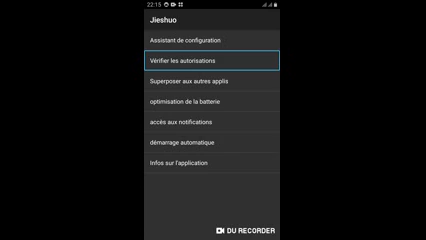 22:15
Jieshuo
Assistant de configuration
Vérifier les autorisations
Superposer aux autres applis
optimisation de la batterie
accès aux notifications
démarrage automatique
Infos sur l'application
DU RECORDER